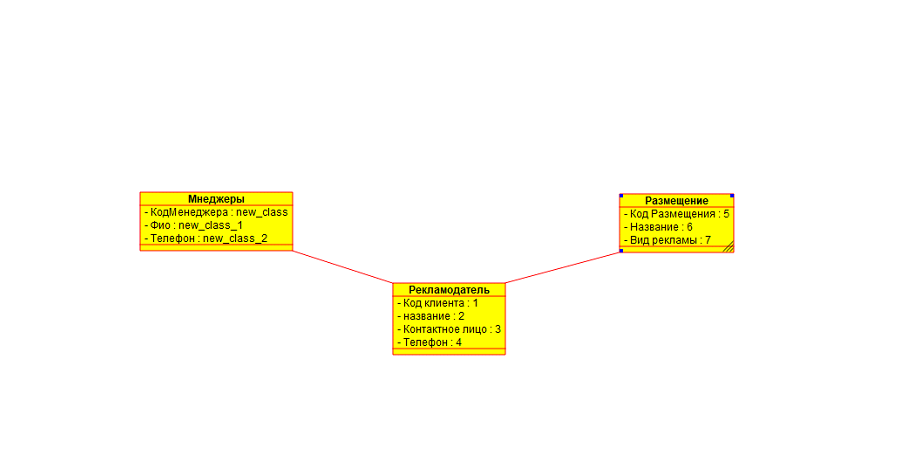 Мнеджеры
- КодМенеджера : new_class
- Фио : new_class_1
- Телефон : new_class_2
Размещение
- Код Размещения : 5
- Название : 6
- Вид рекламы : 7
Рекламодатель
- Код клиента : 1
- название : 2
- Контактное лицо : 3
- Телефон : 4